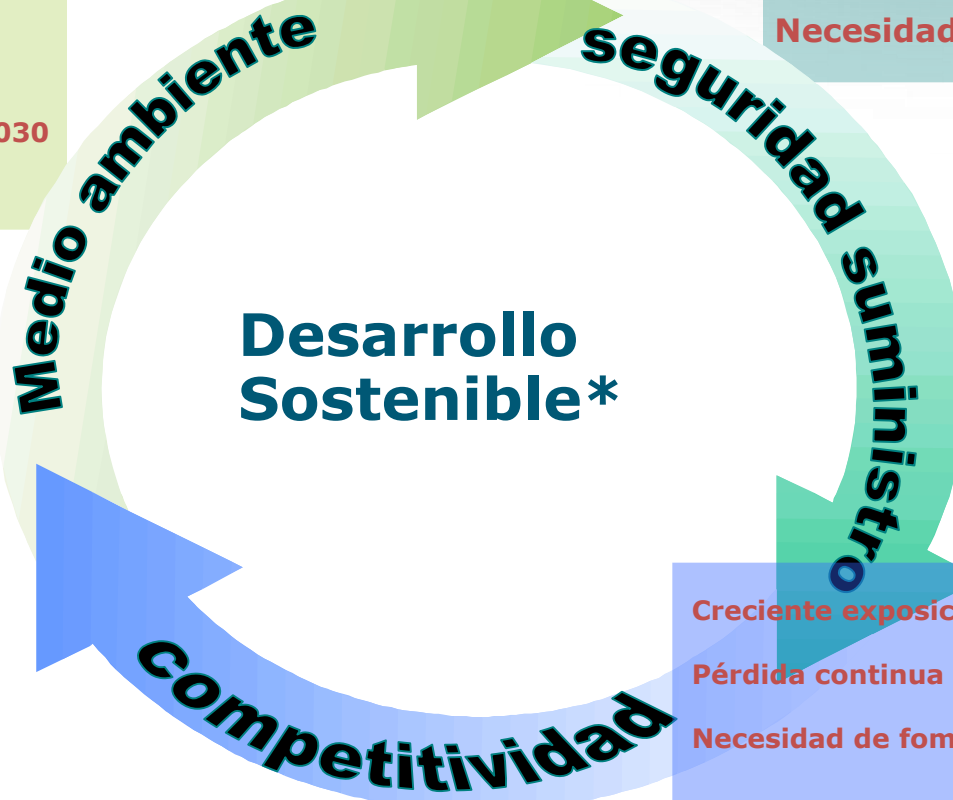 Necesidad
030
Medio ambiente
seguridad suministro
Desarrollo
Sostenible*
competitividad
Creciente exposic
Pérdida continua
Necesidad de fom